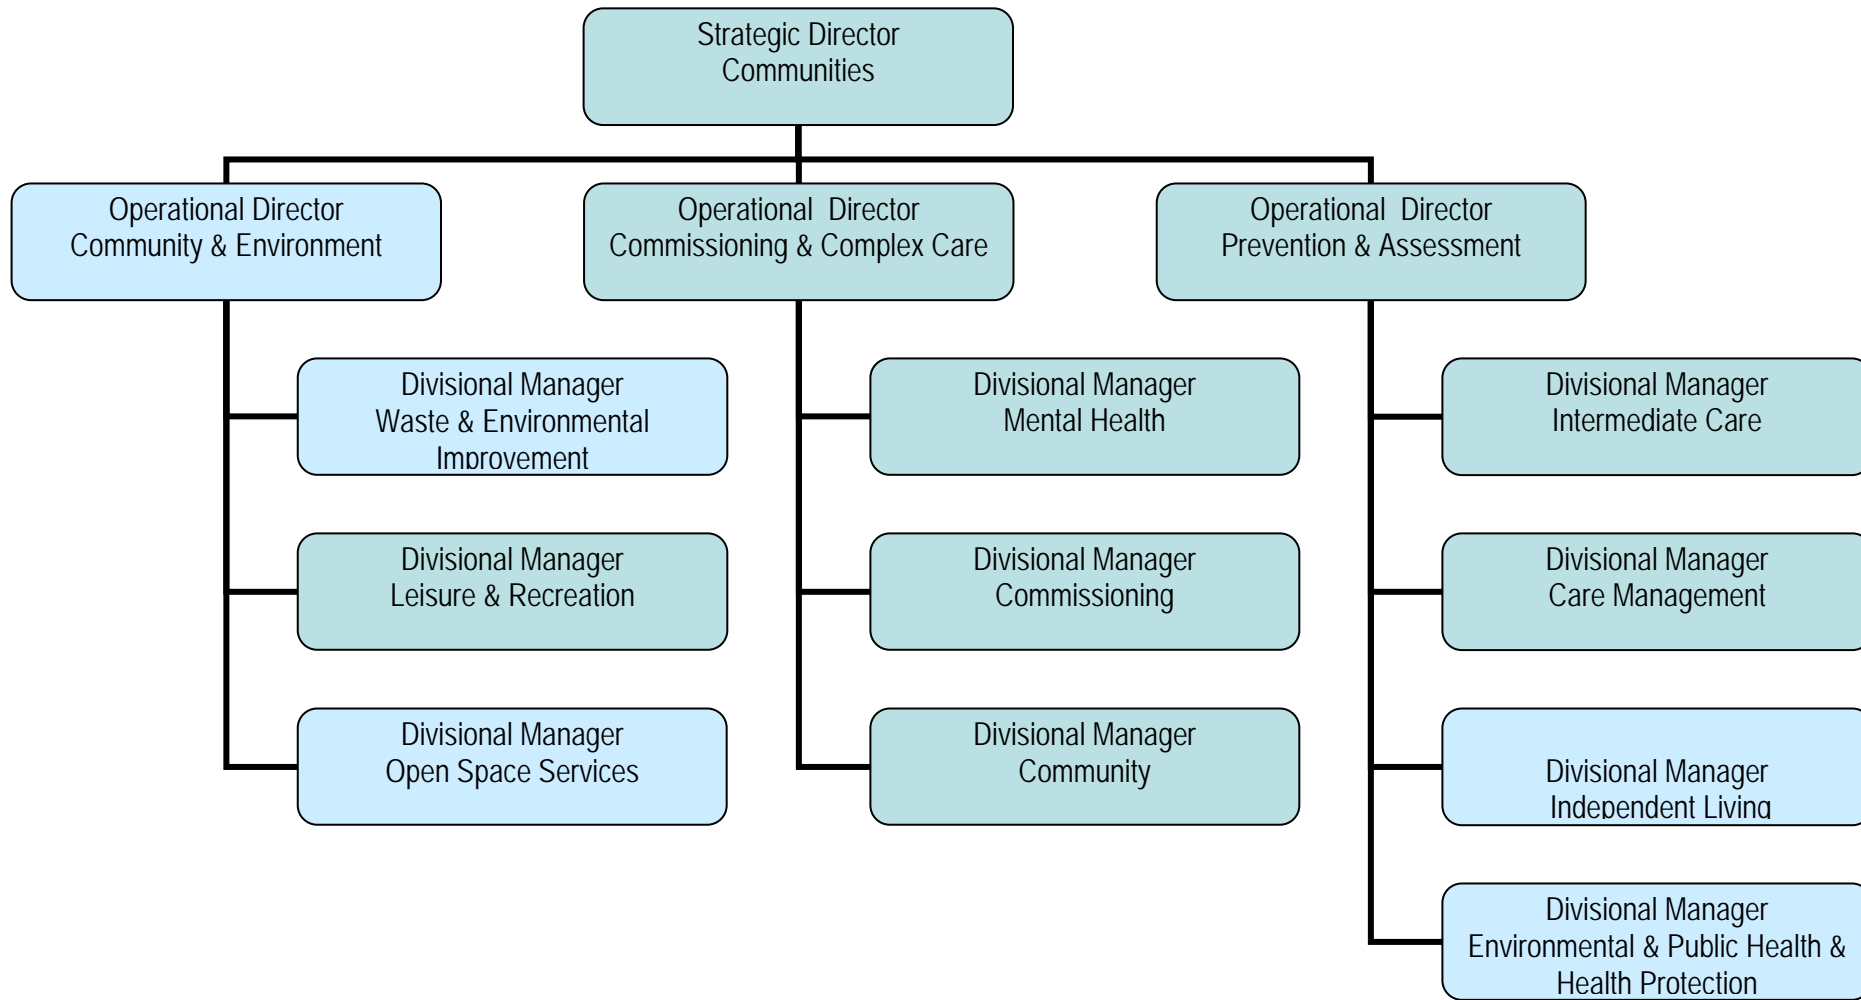 Strategic Director
Communities
Operational Director
Community & Environment
Operational Director
Commissioning & Complex Care
Operational Director
Prevention & Assessment
Divisional Manager
Waste & Environmental
Improvement
Divisional Manager
Mental Health
Divisional Manager
Intermediate Care
Divisional Manager
Leisure & Recreation
Divisional Manager
Commissioning
Divisional Manager
Care Management
Divisional Manager
Open Space Services
Divisional Manager
Community
Divisional Manager
Independent Living
Divisional Manager
Environmental & Public Health &
Health Protection